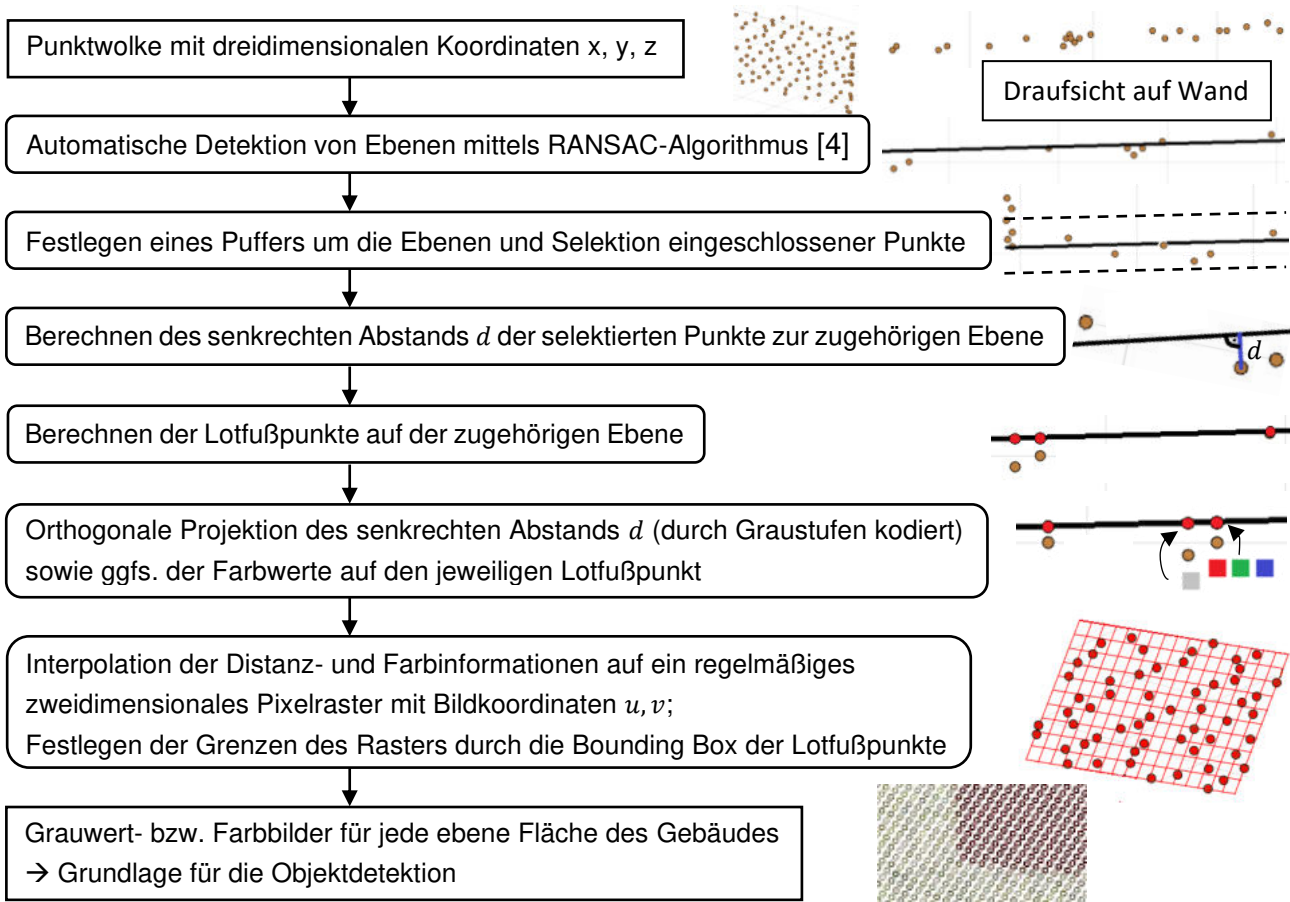 Punktwolke mit dreidimensionalen Koordinaten x, y, z
Draufsicht auf Wand
Automatische Detektion von Ebenen mittels RANSAC-Algorithmus [4]
Festlegen eines Puffers um die Ebenen und Selektion eingeschlossener Punkte
Berechnen des senkrechten Abstands d der selektierten Punkte zur zugehörigen Ebene
d
Berechnen der Lotfußpunkte auf der zugehörigen Ebene
Orthogonale Projektion des senkrechten Abstands d (durch Graustufen kodiert)
sowie ggfs. der Farbwerte auf den jeweiligen Lotfußpunkt
Interpolation der Distanz- und Farbinformationen auf ein regelmäßiges
zweidimensionales Pixelraster mit Bildkoordinaten u, v;
Festlegen der Grenzen des Rasters durch die Bounding Box der Lotfußpunkte
Grauwert- bzw. Farbbilder für jede ebene Fläche des Gebäudes
→ Grundlage für die Objektdetektion